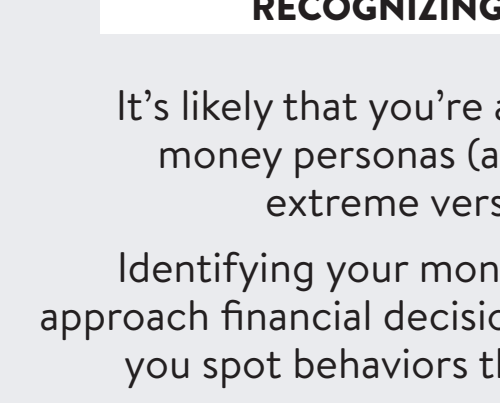 RECOGNIZING
It’s likely that you’re a
money personas (a
extreme vers
Identifying your mon
approach financial decisio
you spot behaviors th